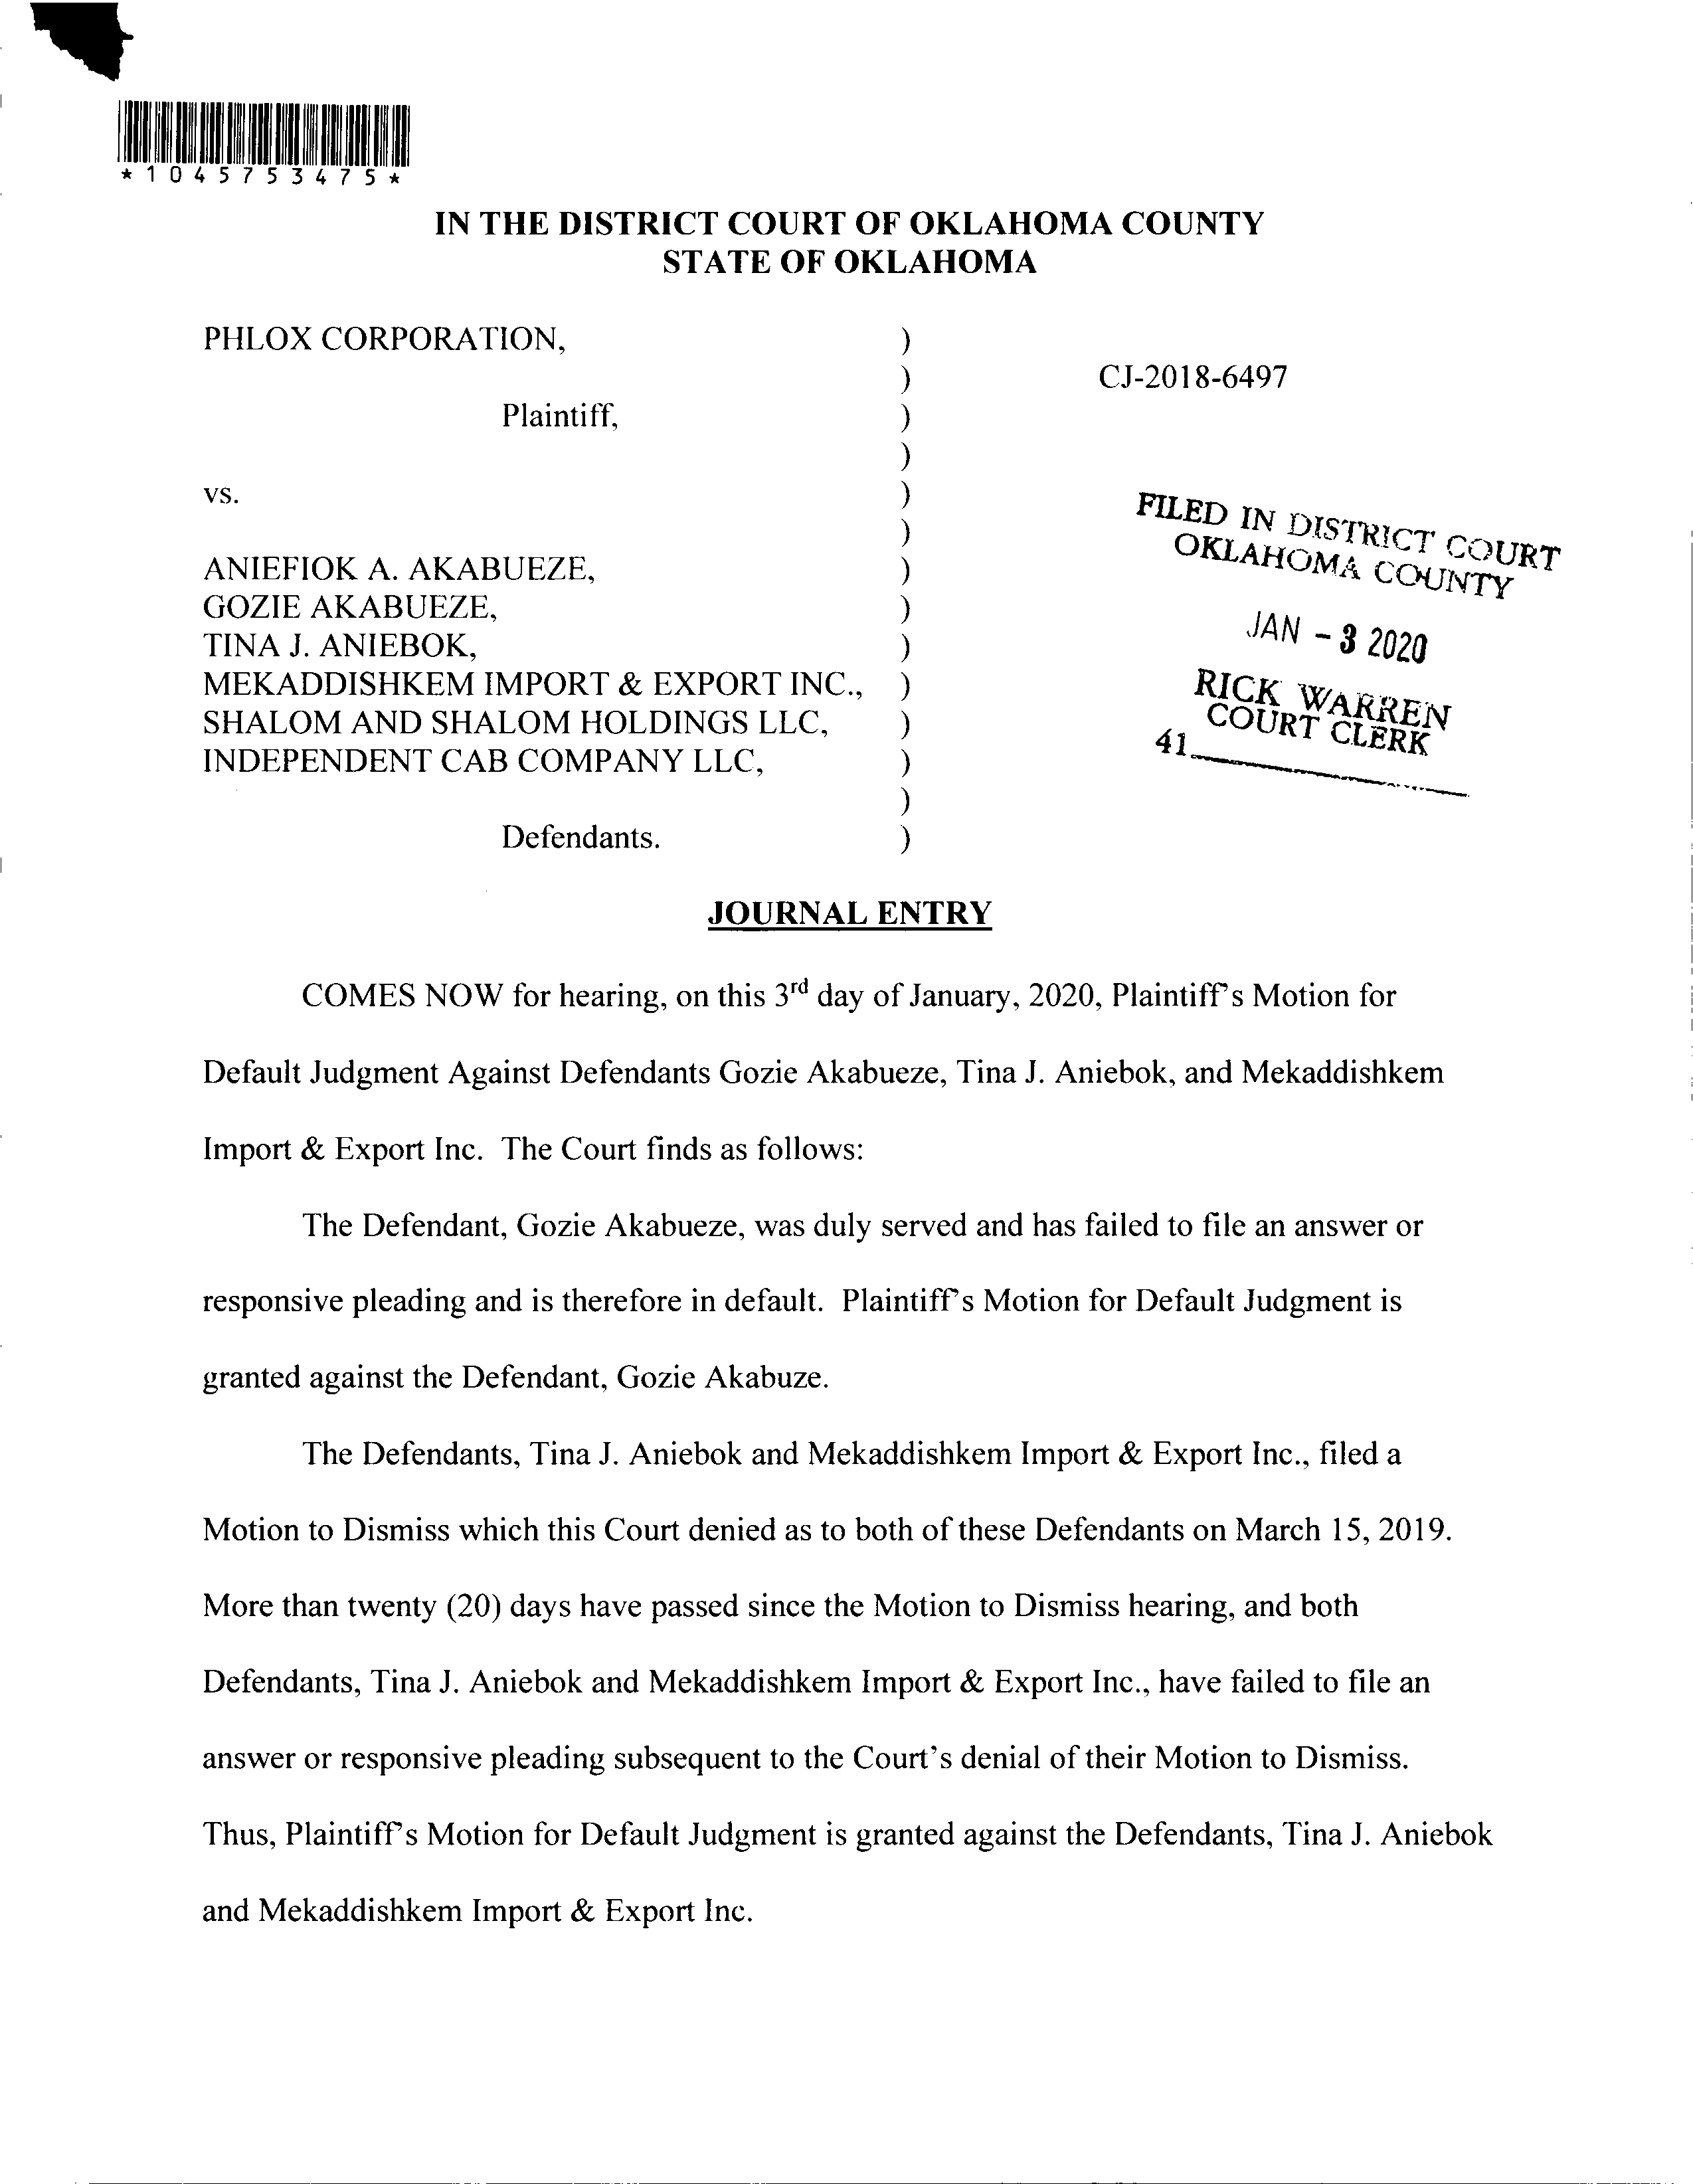 *1045753475*
IN THE DISTRICT COURT OF OKLAHOMA COUNTY
STATE OF OKLAHOMA
PHLOX CORPORATION, )
) CJ-2018-6497
Plaintiff, )
)
vs. )
)
ANIEFIOK A. AKABUEZE, )
GOZIE AKABUEZE, )
TINA J. ANIEBOK, )
MEKADDISHKEM IMPORT & EXPORT INC., )
SHALOM AND SHALOM HOLDINGS LLC, )
INDEPENDENT CAB COMPANY LLC, )
)
Defendants. )
FILED IN DISTRICT COURT
OKLAHOMA COUNTY
JAN - 3 2020
RICK WARREN
COURT CLERK
41
JOURNAL ENTRY
COMES NOW for hearing, on this 3rd day of January, 2020, Plaintiff's Motion for
Default Judgment Against Defendants Gozie Akabueze, Tina J. Aniebok, and Mekaddishkem
Import & Export Inc. The Court finds as follows:
The Defendant, Gozie Akabueze, was duly served and has failed to file an answer or
responsive pleading and is therefore in default. Plaintiff's Motion for Default Judgment is
granted against the Defendant, Gozie Akabuze.
The Defendants, Tina J. Aniebok and Mekaddishkem Import & Export Inc., filed a
Motion to Dismiss which this Court denied as to both of these Defendants on March 15, 2019.
More than twenty (20) days have passed since the Motion to Dismiss hearing, and both
Defendants, Tina J. Aniebok and Mekaddishkem Import & Export Inc., have failed to file an
answer or responsive pleading subsequent to the Court's denial of their Motion to Dismiss.
Thus, Plaintiff's Motion for Default Judgment is granted against the Defendants, Tina J. Aniebok
and Mekaddishkem Import & Export Inc.